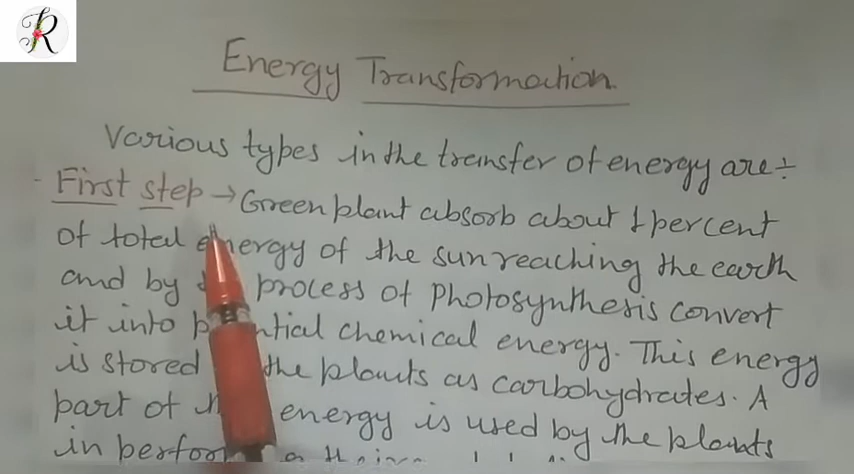 R
Energy Transformation
Various types in the transfer of energy are ÷
First step → Green plant absorb about 1 percent
of total energy of the sun reaching the earth
and by process of Photosynthesis convert
it into chemical energy. This energy
is stored the plants as carbohydrates. A
part of energy is used by the plants
in